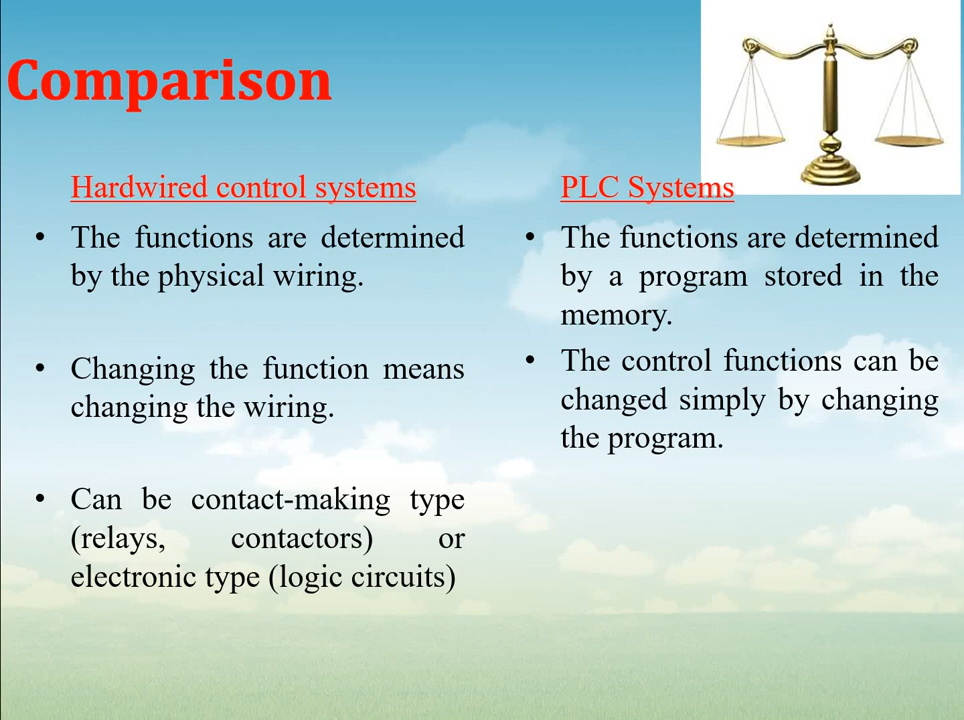 Comparison
Hardwired control systems
• The functions are determined
by the physical wiring.
• Changing the function means
changing the wiring.
• Can be contact-making type
(relays, contactors) or
electronic type (logic circuits)
PLC Systems
• The functions are determined
by a program stored in the
memory.
• The control functions can be
changed simply by changing
the program.